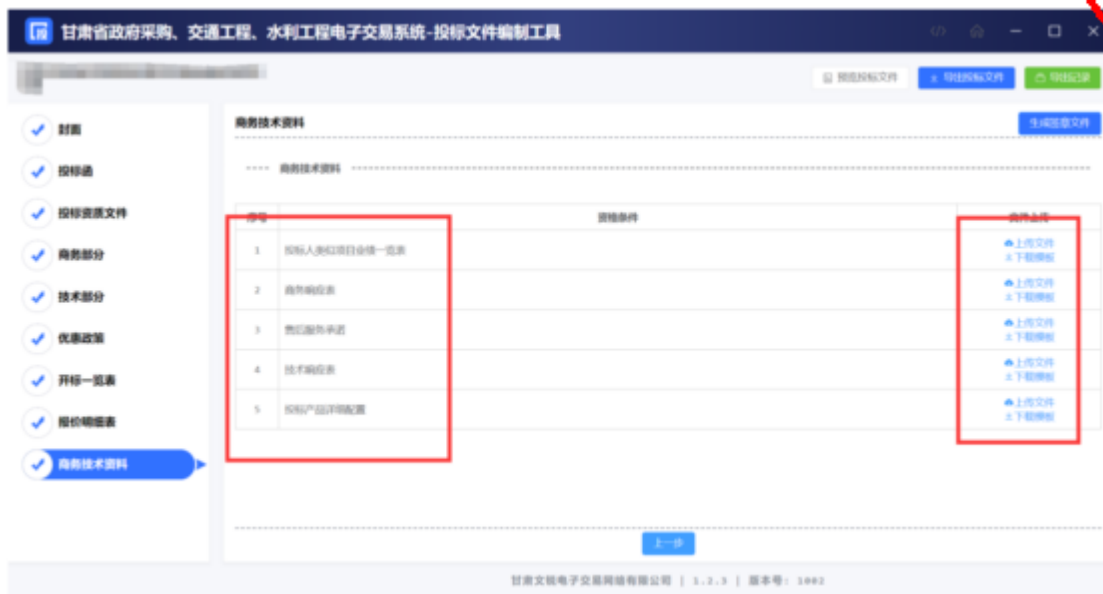 甘肃省政府采购、交通工程、水利工程电子交易系统-投标文件编制工具
预览投标文件 导出投标文件 导出记录
封面
投标函
投标资质文件
商务部分
技术部分
优惠政策
开标一览表
报价明细表
商务技术资料
商务技术资料 生成签章文件
商务技术资料
序号 资格条件 文件上传
1 投标人类似项目业绩一览表 上传文件
下载模板
2 商务响应表 上传文件
下载模板
3 售后服务承诺 上传文件
下载模板
4 技术响应表 上传文件
下载模板
5 投标产品详细配置 上传文件
下载模板
上一步
甘肃文锐电子交易网络有限公司 | 1.2.3 | 版本号: 1002